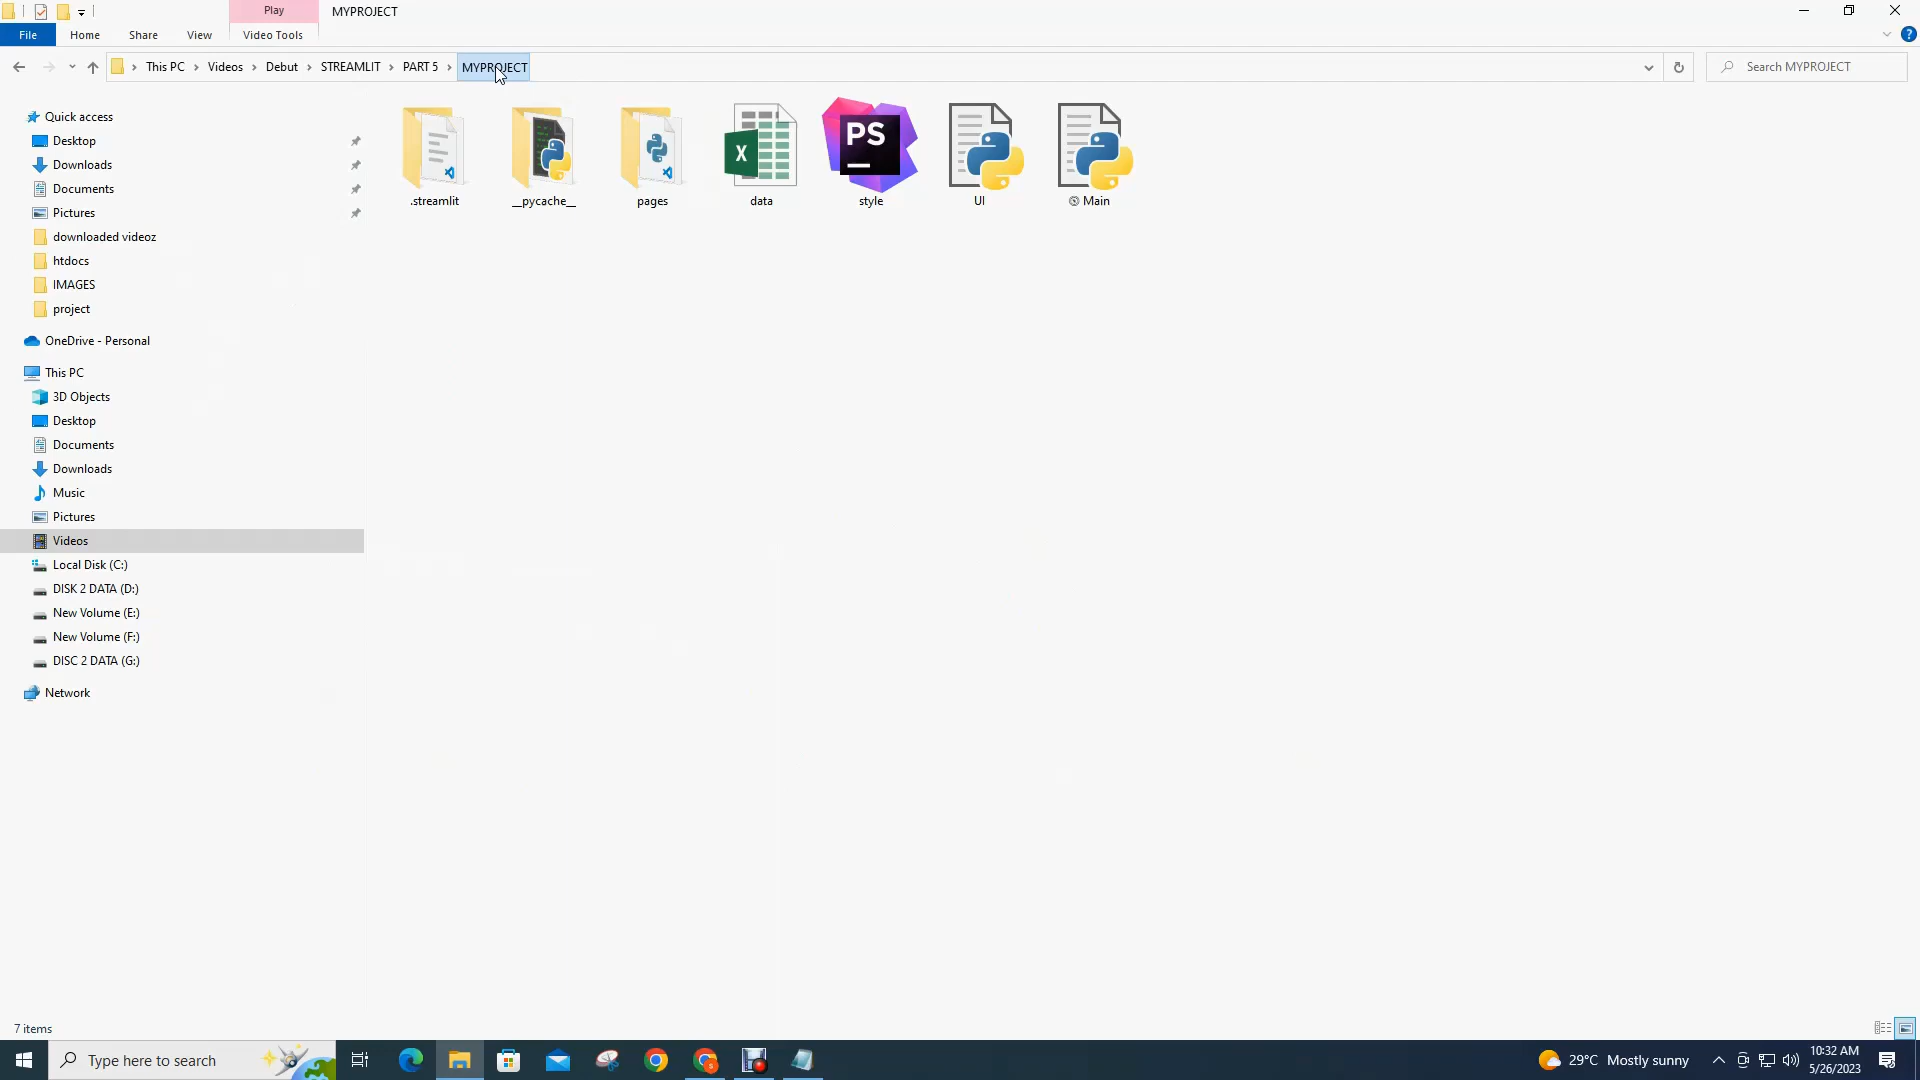 Play
MYPROJECT
File
Home
Share
View
Video Tools
This PC
Videos
Debut
STREAMLIT
PART 5
MYPROJECT
Search MYPROJECT
Quick access
Desktop
Downloads
Documents
Pictures
downloaded videoz
htdocs
IMAGES
project
OneDrive - Personal
This PC
3D Objects
Desktop
Documents
Downloads
Music
Pictures
Videos
Local Disk (C:)
DISK 2 DATA (D:)
New Volume (E:)
New Volume (F:)
DISC 2 DATA (G:)
Network
.streamlit
__pycache__
pages
X
data
PS
style
UI
Main
7 items
Type here to search
29°C Mostly sunny
10:32 AM
5/26/2023